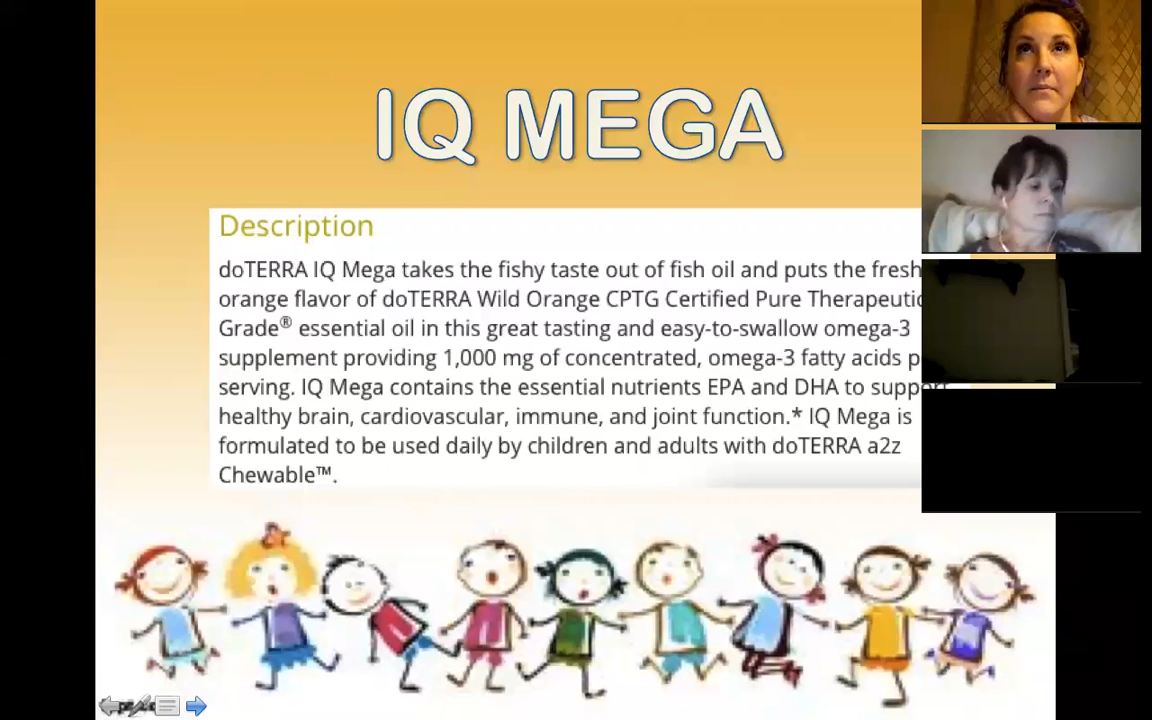 IQ MEGA
Description
doTERRA IQ Mega takes the fishy taste out of fish oil and puts the fresh
orange flavor of doTERRA Wild Orange CPTG Certified Pure Therapeutic
Grade® essential oil in this great tasting and easy-to-swallow omega-3
supplement providing 1,000 mg of concentrated, omega-3 fatty acids p
serving. IQ Mega contains the essential nutrients EPA and DHA to support
healthy brain, cardiovascular, immune, and joint function.* IQ Mega is
formulated to be used daily by children and adults with doTERRA a2z
Chewable™.